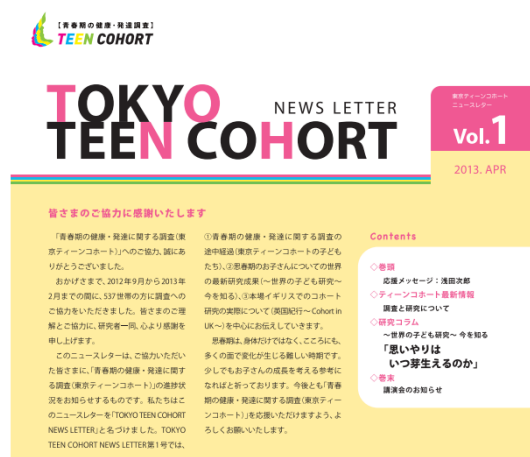 【青春期の健康・発達調査】
TEEN COHORT
TOKYO
TEEN COHORT
NEWS LETTER
東京ティーンコホート
ニュースレター
Vol.1
2013. APR
皆さまのご協力に感謝いたします
「青春期の健康・発達に関する調査(東
京ティーンコホート)」へのご協力、誠にあ
りがとうございました。
おかげさまで、2012年9月から2013年
2月までの間に、537世帯の方に調査への
ご協力をいただきました。皆さまのご理
解とご協力に、研究者一同、心より感謝を
申し上げます。
このニュースレターは、ご協力いただい
た皆さまに、「青春期の健康・発達に関す
る調査(東京ティーンコホート)」の進捗状
況をお知らせするものです。私たちはこ
のニュースレターを「TOKYO TEEN COHORT
NEWS LETTER」と名づけました。TOKYO
TEEN COHORT NEWS LETTER第1号では、
①青春期の健康・発達に関する調査の
途中経過(東京ティーンコホートの子ども
たち)、②思春期のお子さんについての世界
の最新研究成果(〜世界の子ども研究〜
今を知る)、③本場イギリスでのコホート
研究の実際について(英国紀行〜Cohort in
UK〜)を中心にお伝えしていきます。
思春期は、身体だけではなく、こころにも、
多くの面で変化が生じる難しい時期です。
少しでもお子さんの成長を考える参考に
なればと祈っております。今後とも「青春
期の健康・発達に関する調査(東京ティー
ンコホート)」を応援いただけますよう、よ
ろしくお願いいたします。
Contents
◇巻頭
応援メッセージ:浅田次郎
◇ティーンコホート最新情報
調査と研究について
◇研究コラム
〜世界の子ども研究〜 今を知る
「思いやりは
いつ芽生えるのか」
◇巻末
講演会のお知らせ